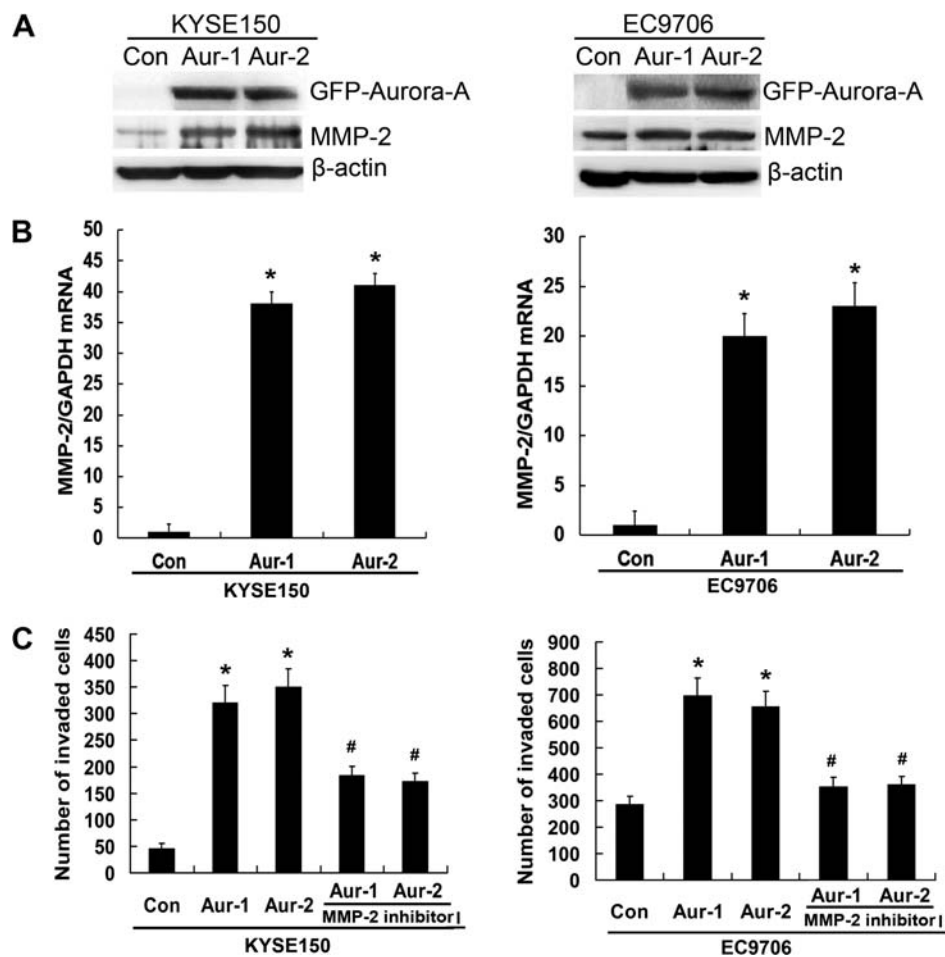 A
KYSE150
Con Aur-1 Aur-2
GFP-Aurora-A
MMP-2
β-actin
EC9706
Con Aur-1 Aur-2
GFP-Aurora-A
MMP-2
β-actin
B
MMP-2/GAPDH mRNA
50
45
40
35
30
25
20
15
10
5
0
* *
Con Aur-1 Aur-2
KYSE150
MMP-2/GAPDH mRNA
30
25
20
15
10
5
0
* *
Con Aur-1 Aur-2
EC9706
C
Number of invaded cells
450
400
350
300
250
200
150
100
50
0
* * # #
Con Aur-1 Aur-2 Aur-1 Aur-2
MMP-2 inhibitor I
KYSE150
Number of invaded cells
900
800
700
600
500
400
300
200
100
0
* * # #
Con Aur-1 Aur-2 Aur-1 Aur-2
MMP-2 inhibitor I
EC9706